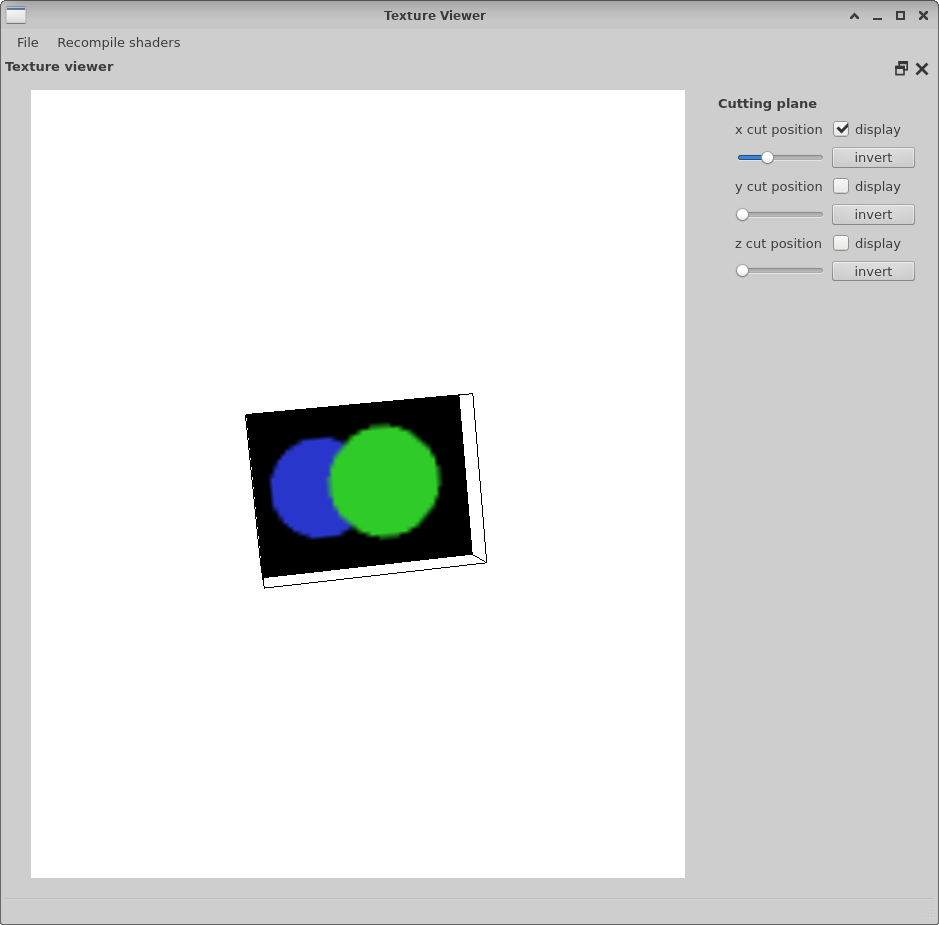 Texture Viewer
File Recompile shaders
Texture viewer
Cutting plane
x cut position display
invert
y cut position display
invert
z cut position display
invert